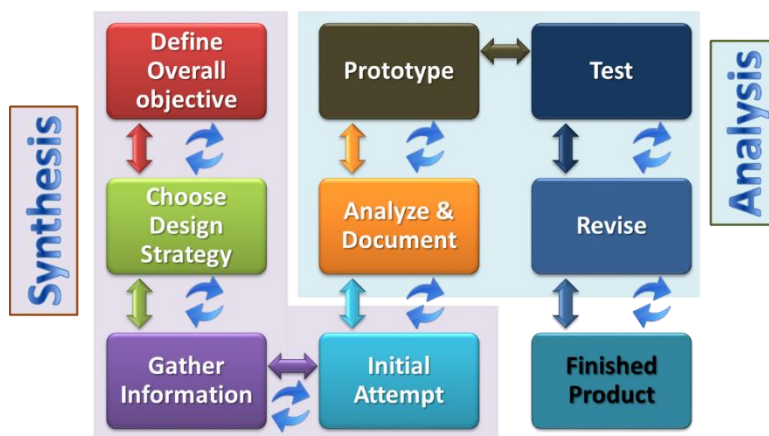 Synthesis
Define
Overall
objective
Choose
Design
Strategy
Gather
Information
Initial
Attempt
Analyze &
Document
Prototype
Test
Revise
Finished
Product
Analysis